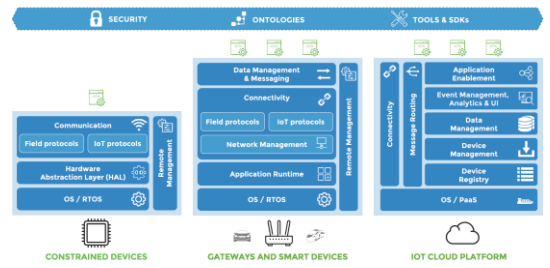 SECURITY
ONTOLOGIES
TOOLS & SDKs
Communication
Field protocols
IoT protocols
Hardware
Abstraction Layer (HAL)
OS / RTOS
Remote
Management
CONSTRAINED DEVICES
Data Management
& Messaging
Connectivity
Field protocols
IoT protocols
Network Management
Application Runtime
OS / RTOS
Remote Management
GATEWAYS AND SMART DEVICES
Connectivity
Message Routing
Application
Enablement
Event Management,
Analytics & UI
Data
Management
Device
Management
Device
Registry
OS / PaaS
IOT CLOUD PLATFORM